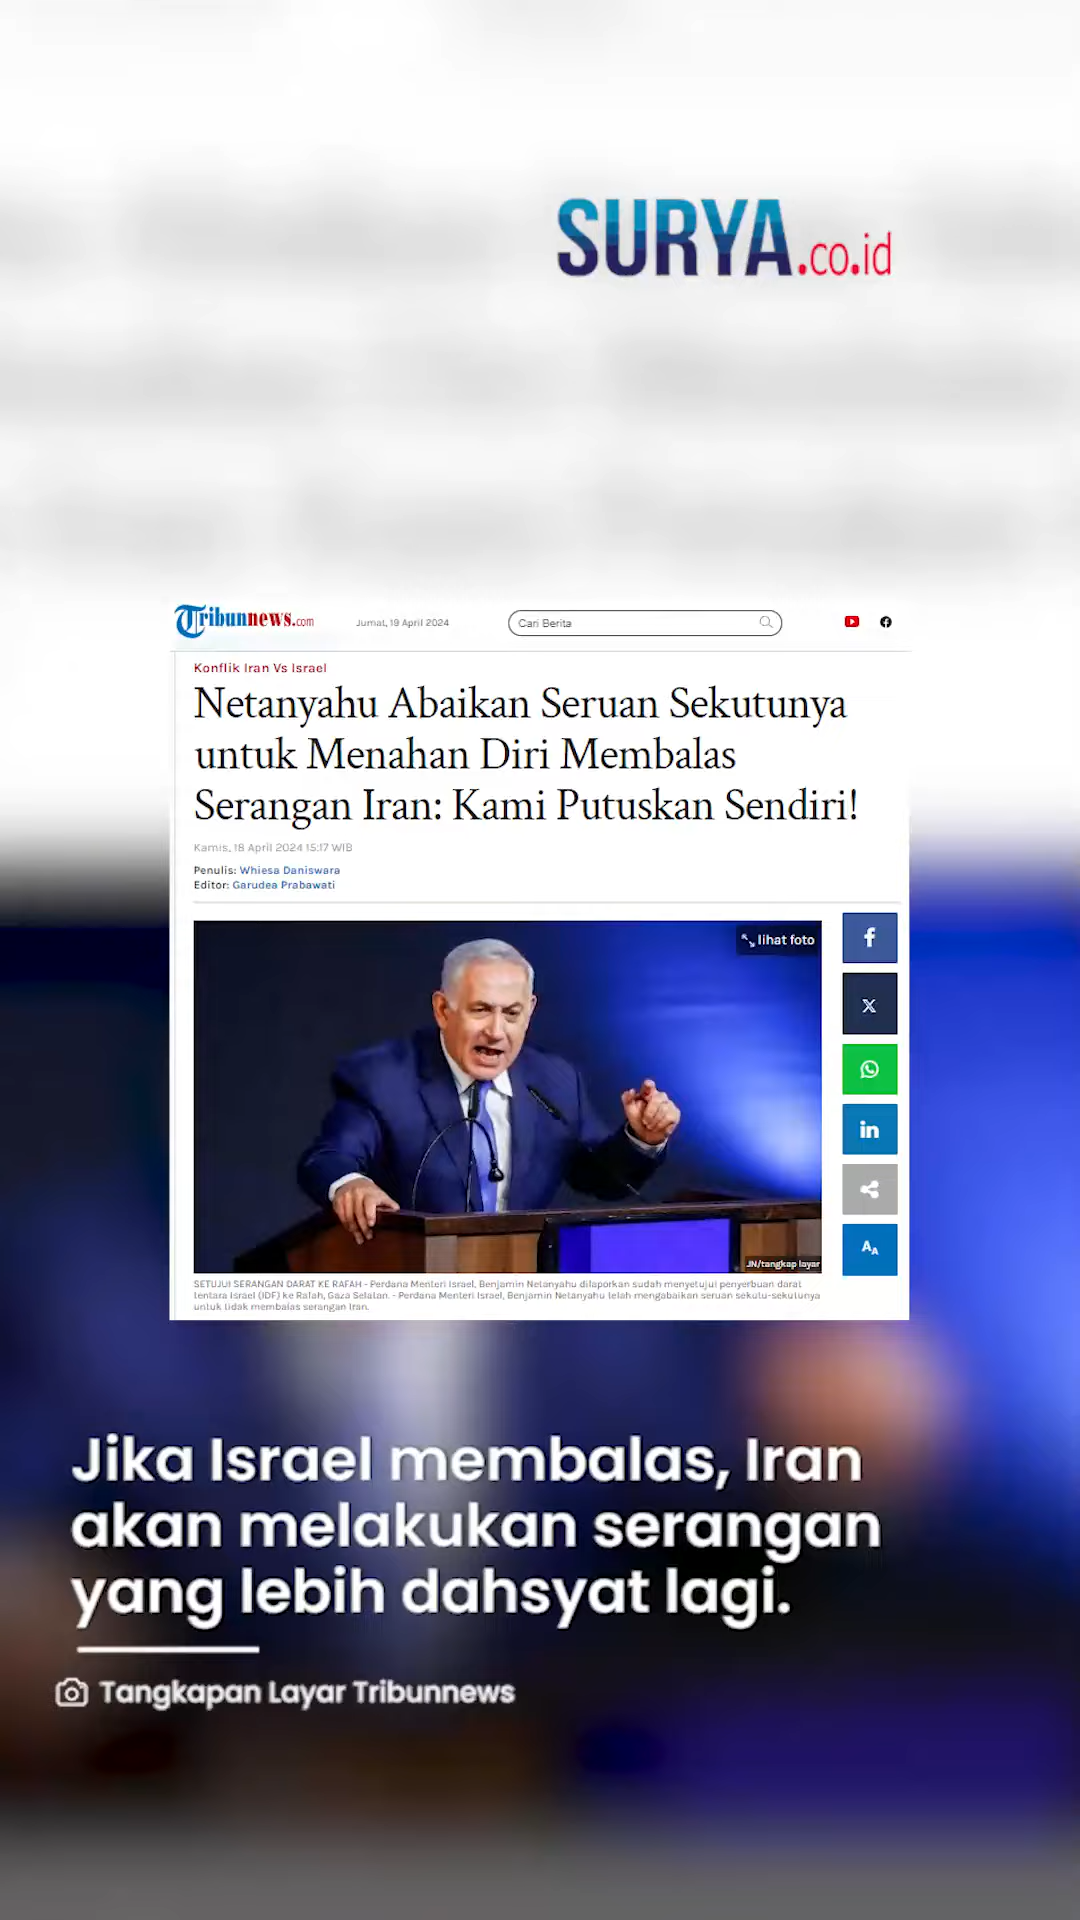 SURYA.co.id
Tribunnews.com
Jumat, 19 April 2024
Cari Berita
Konflik Iran Vs Israel
Netanyahu Abaikan Seruan Sekutunya
untuk Menahan Diri Membalas
Serangan Iran: Kami Putuskan Sendiri!
Kamis, 18 April 2024 15:17 WIB
Penulis: Whiesa Daniswara
Editor: Garudea Prabawati
lihat foto
JN/tangkap layar
SETUJUI SERANGAN DARAT KE RAFAH - Perdana Menteri Israel, Benjamin Netanyahu dilaporkan sudah menyetujui penyerbuan darat
tentara Israel (IDF) ke Rafah, Gaza Selatan. - Perdana Menteri Israel, Benjamin Netanyahu telah mengabaikan seruan sekutu-sekutunya
untuk tidak membalas serangan Iran.
Jika Israel membalas, Iran
akan melakukan serangan
yang lebih dahsyat lagi.
Tangkapan Layar Tribunnews